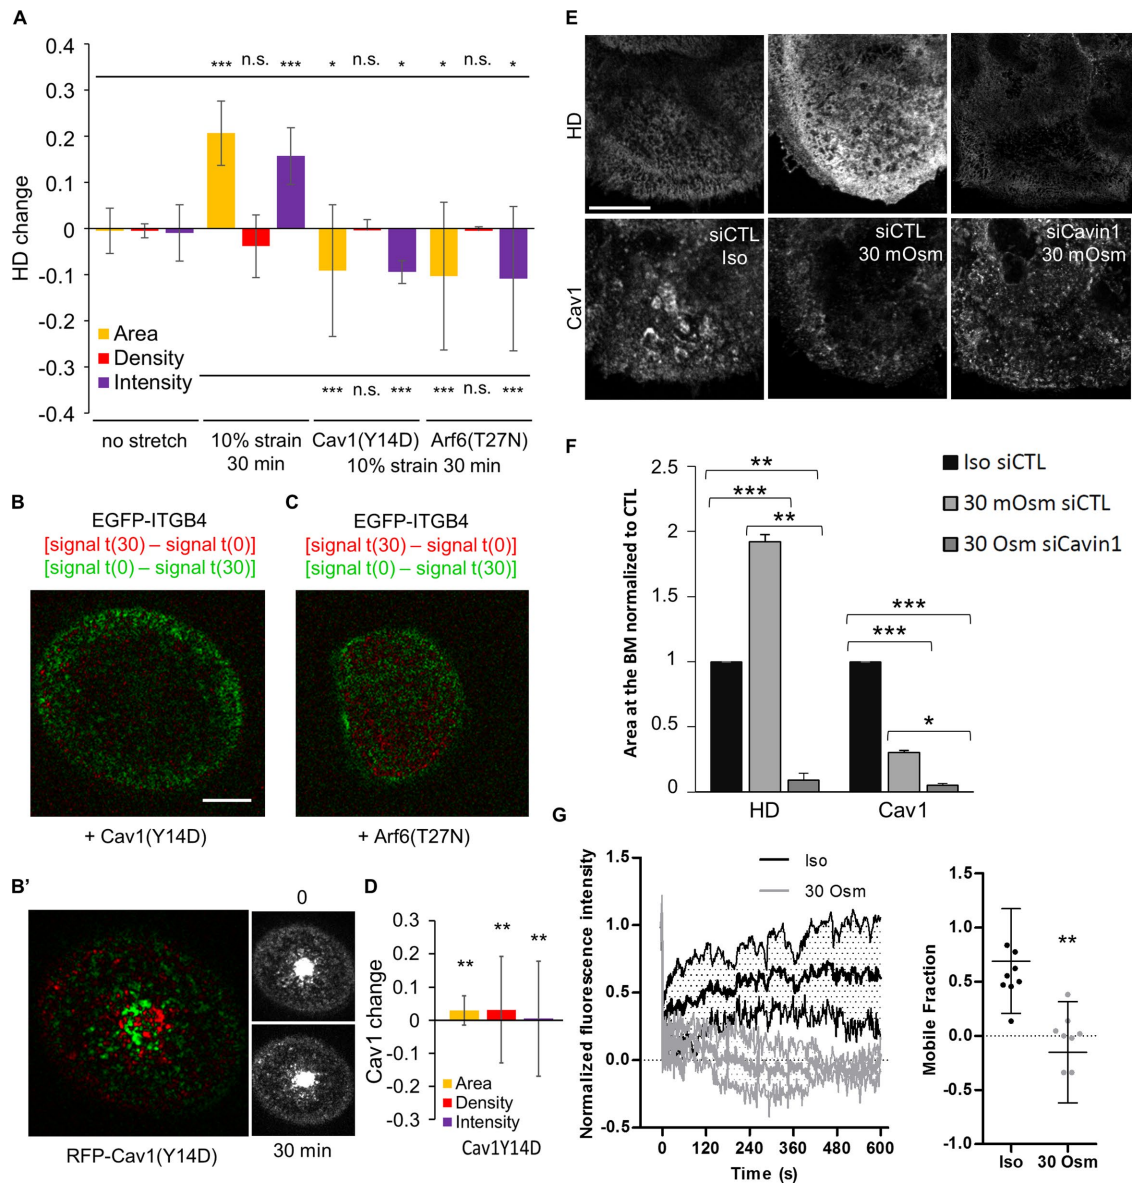 A
0.4
0.3
0.2
0.1
0
-0.1
-0.2
-0.3
-0.4
HD change
*** n.s. *** * n.s. * * n.s. *
Area
Density
Intensity
*** n.s. *** *** n.s. ***
no stretch
10% strain
30 min
Cav1(Y14D) Arf6(T27N)
10% strain 30 min
B
EGFP-ITGB4
[signal t(30) – signal t(0)]
[signal t(0) – signal t(30)]
+ Cav1(Y14D)
C
EGFP-ITGB4
[signal t(30) – signal t(0)]
[signal t(0) – signal t(30)]
+ Arf6(T27N)
B'
RFP-Cav1(Y14D)
0
30 min
D
0.3
0.2
0.1
0
-0.1
-0.2
-0.3
Cav1 change
** ** **
Area
Density
Intensity
Cav1Y14D
E
HD
Cav1
siCTL
Iso
siCTL
30 mOsm
siCavin1
30 mOsm
F
2.5
2
1.5
1
0.5
0
Area at the BM normalized to CTL
**
***
**
***
***
*
HD
Cav1
Iso siCTL
30 mOsm siCTL
30 Osm siCavin1
G
Normalized fluorescence intensity
1.5
1.0
0.5
0.0
-0.5
Iso
30 Osm
0 120 240 360 480 600
Time (s)
Mobile Fraction
1.5
1.0
0.5
0.0
-0.5
-1.0
**
Iso 30 Osm